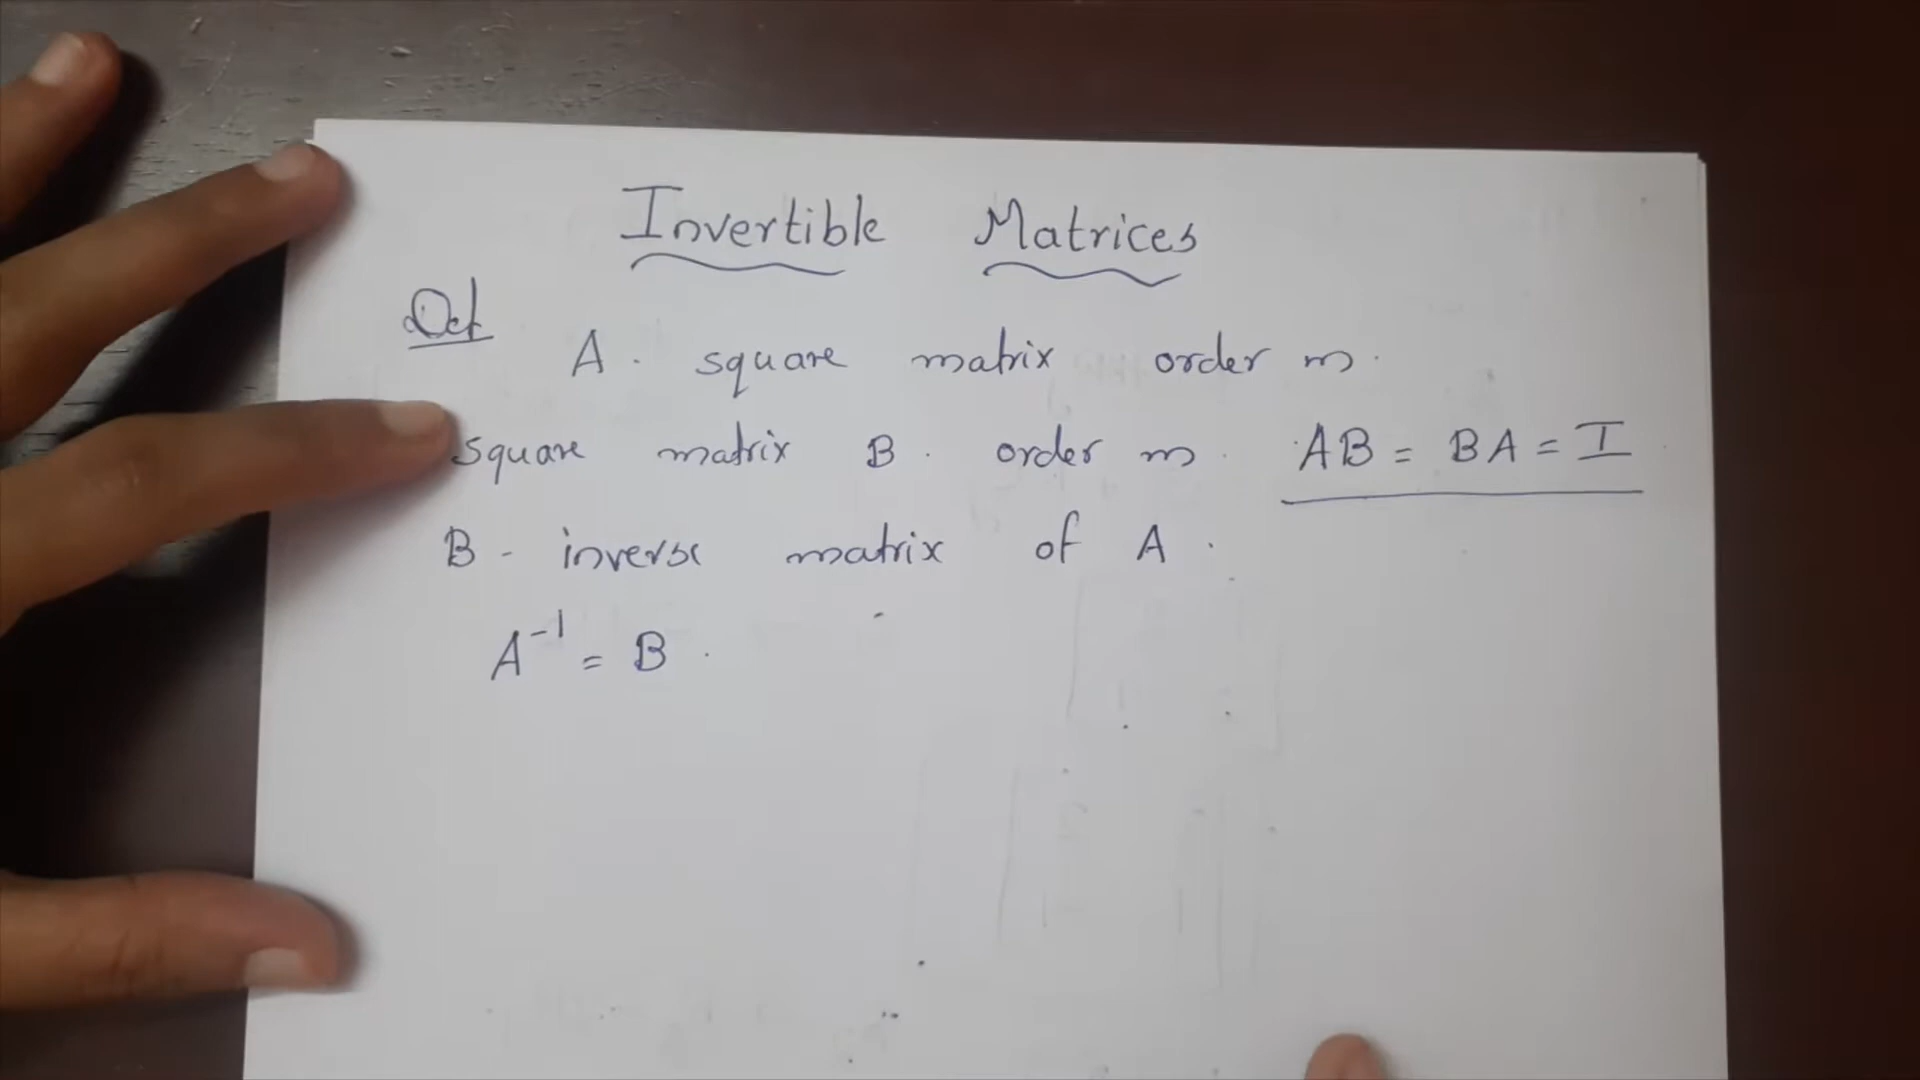 Invertible Matrices
Def
A. square matrix order m.
square matrix B. order m. AB = BA = I
B - inverse matrix of A.
A⁻¹ = B.